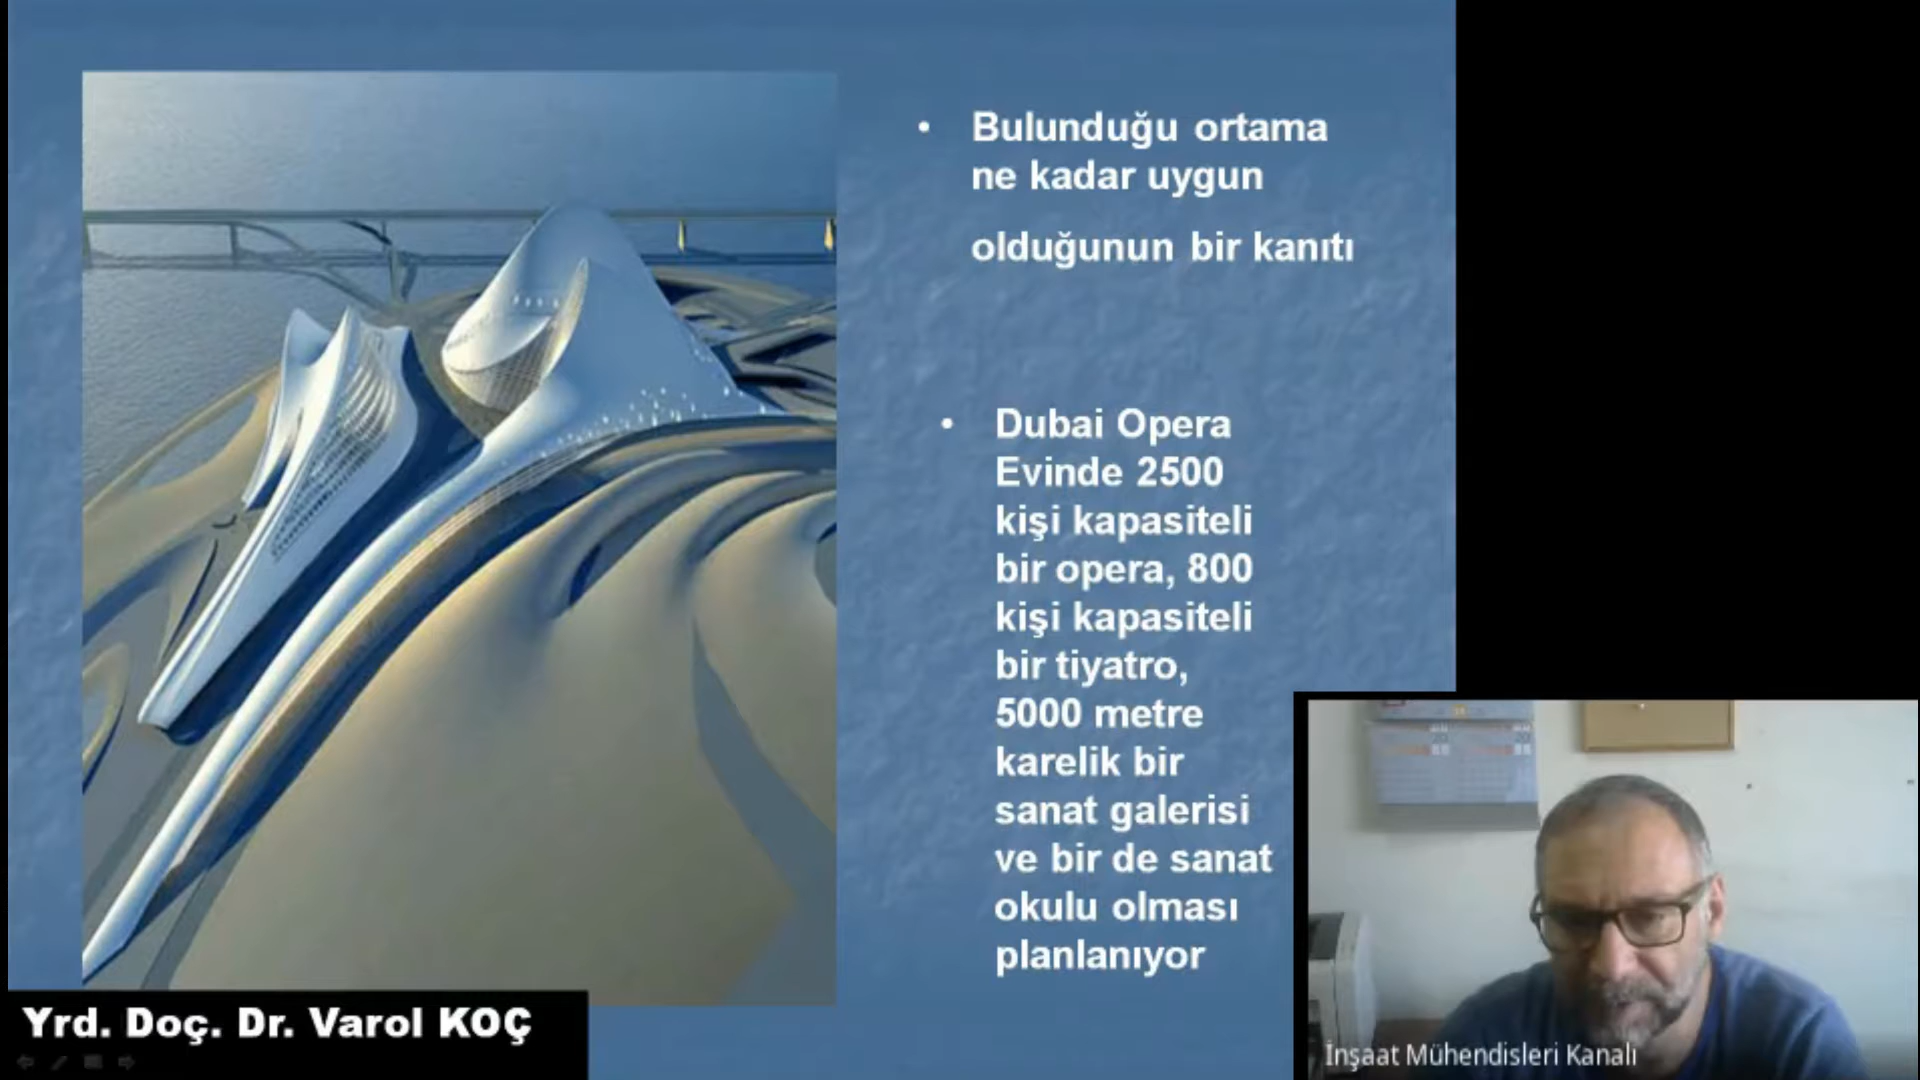 • Bulunduğu ortama
ne kadar uygun
olduğunun bir kanıtı
• Dubai Opera
Evinde 2500
kişi kapasiteli
bir opera, 800
kişi kapasiteli
bir tiyatro,
5000 metre
karelik bir
sanat galerisi
ve bir de sanat
okulu olması
planlanıyor
Yrd. Doç. Dr. Varol KOÇ
İnşaat Mühendisleri Kanalı